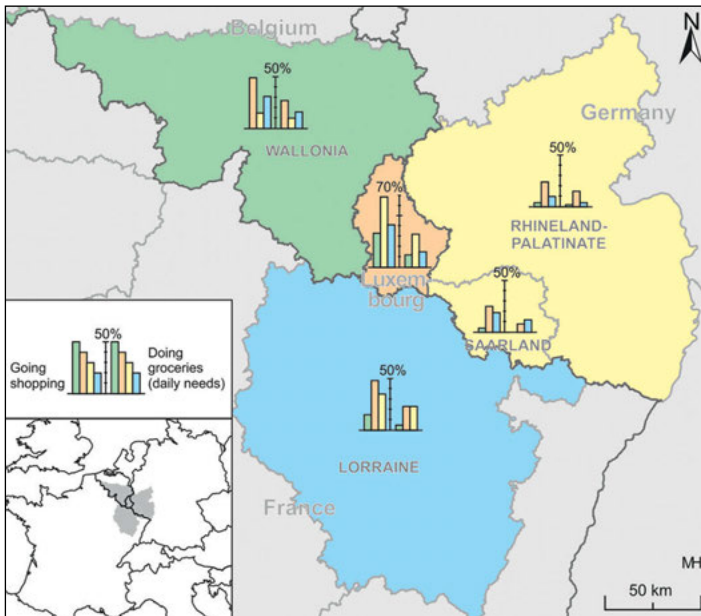 Belgium
N
50%
WALLONIA
Germany
50%
70%
RHINELAND-
PALATINATE
Luxem-
bourg
50%
SAARLAND
50%
Going
shopping
50%
Doing
groceries
(daily needs)
50%
LORRAINE
France
MH
50 km